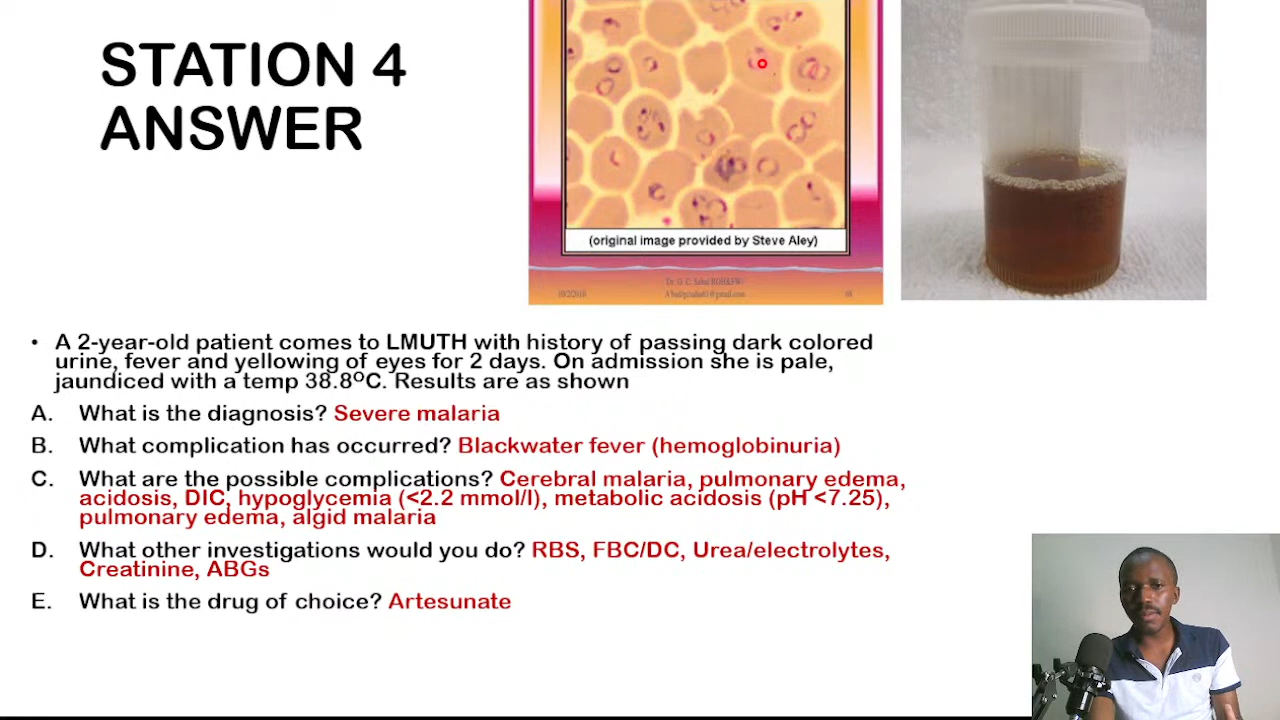 STATION 4
ANSWER
(original image provided by Steve Aley)
10/2/2010
68
• A 2-year-old patient comes to LMUTH with history of passing dark colored
urine, fever and yellowing of eyes for 2 days. On admission she is pale,
jaundiced with a temp 38.8⁰C. Results are as shown
A. What is the diagnosis? Severe malaria
B. What complication has occurred? Blackwater fever (hemoglobinuria)
C. What are the possible complications? Cerebral malaria, pulmonary edema,
acidosis, DIC, hypoglycemia (<2.2 mmol/l), metabolic acidosis (pH <7.25),
pulmonary edema, algid malaria
D. What other investigations would you do? RBS, FBC/DC, Urea/electrolytes,
Creatinine, ABGs
E. What is the drug of choice? Artesunate